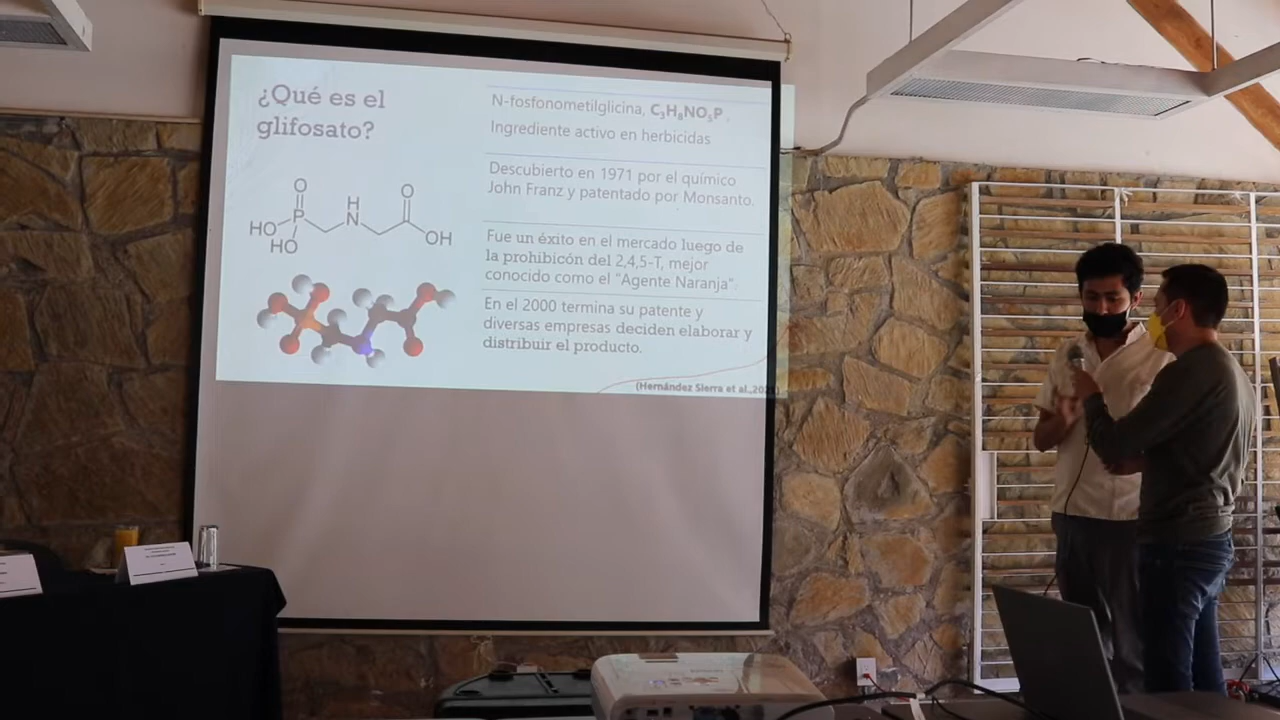 ¿Qué es el
glifosato?
O
HO
P
HO
H
N
O
OH
N-fosfonometilglicina, C₃H₈NO₅P
Ingrediente activo en herbicidas
Descubierto en 1971 por el químico
John Franz y patentado por Monsanto.
Fue un éxito en el mercado luego de
la prohibicón del 2,4,5-T, mejor
conocido como el "Agente Naranja".
En el 2000 termina su patente y
diversas empresas deciden elaborar y
distribuir el producto.
(Hernández Sierra et al.,2021)